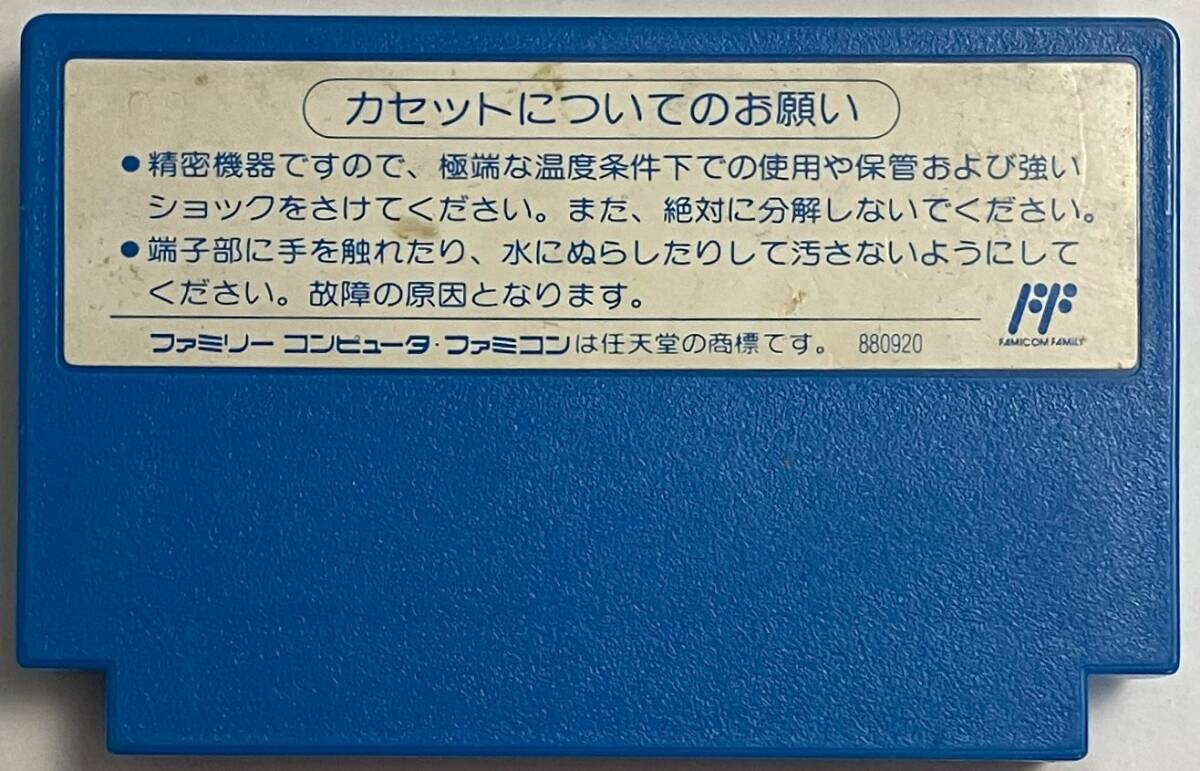 カセットについてのお願い
●精密機器ですので、極端な温度条件下での使用や保管および強い
ショックをさけてください。また、絶対に分解しないでください。
●端子部に手を触れたり、水にぬらしたりして汚さないようにして
ください。故障の原因となります。
FF
FAMICOM FAMILY
ファミリーコンピュータ・ファミコンは任天堂の商標です。 880920